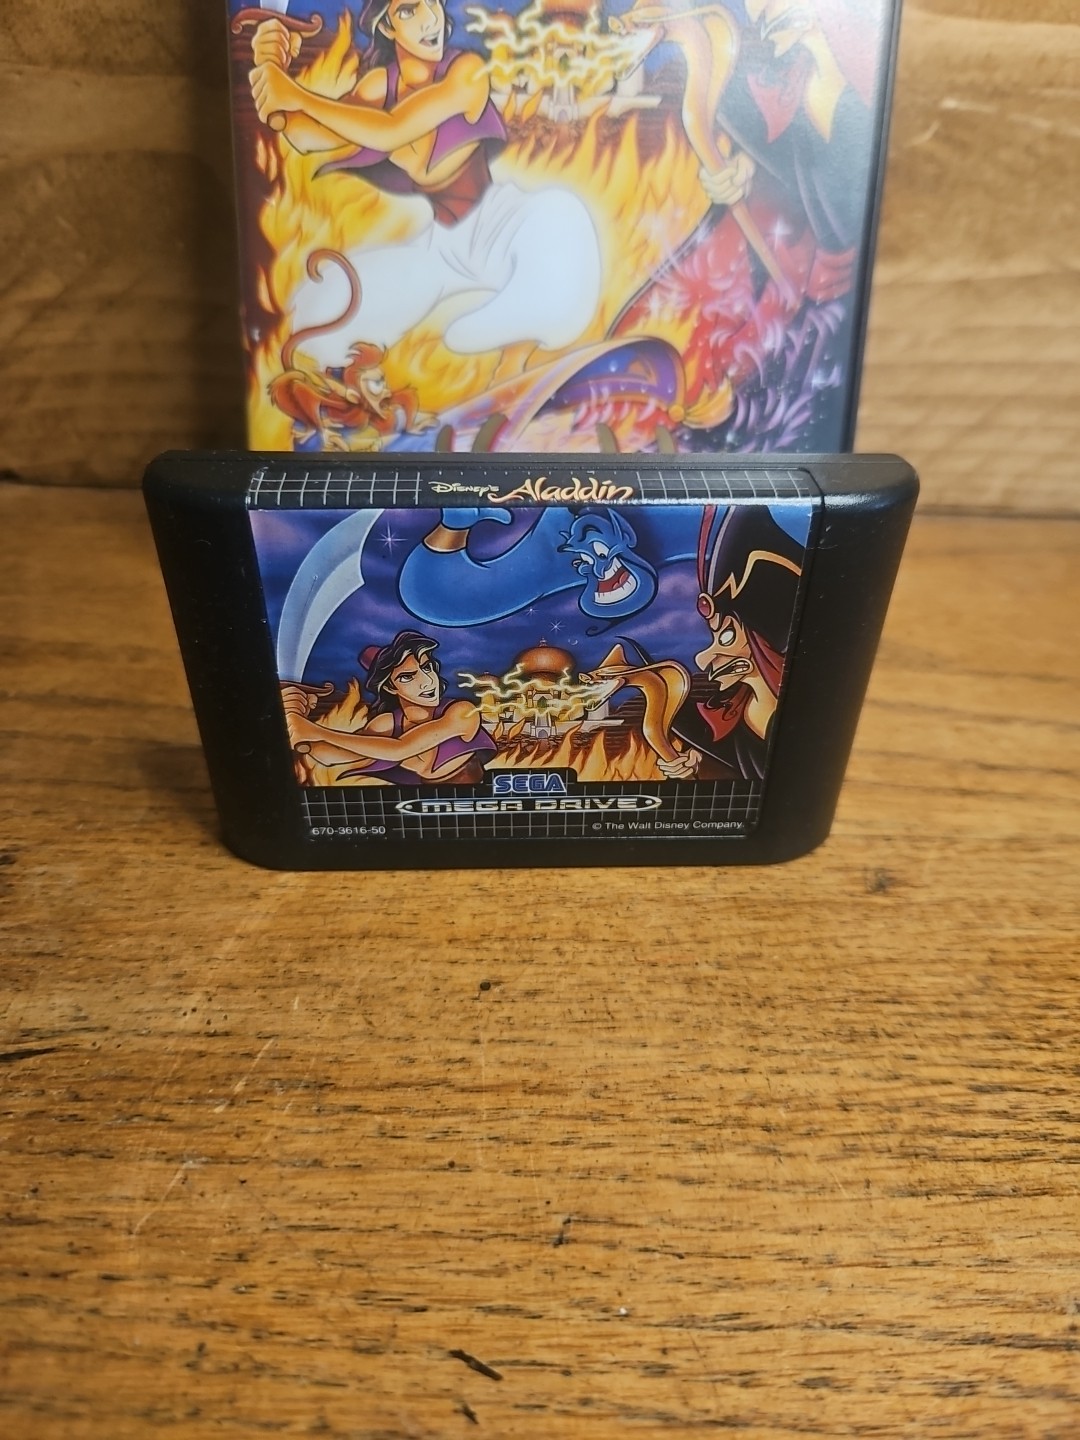 Disney's Aladdin
SEGA
MEGA DRIVE
670-3616-50
© The Walt Disney Company.